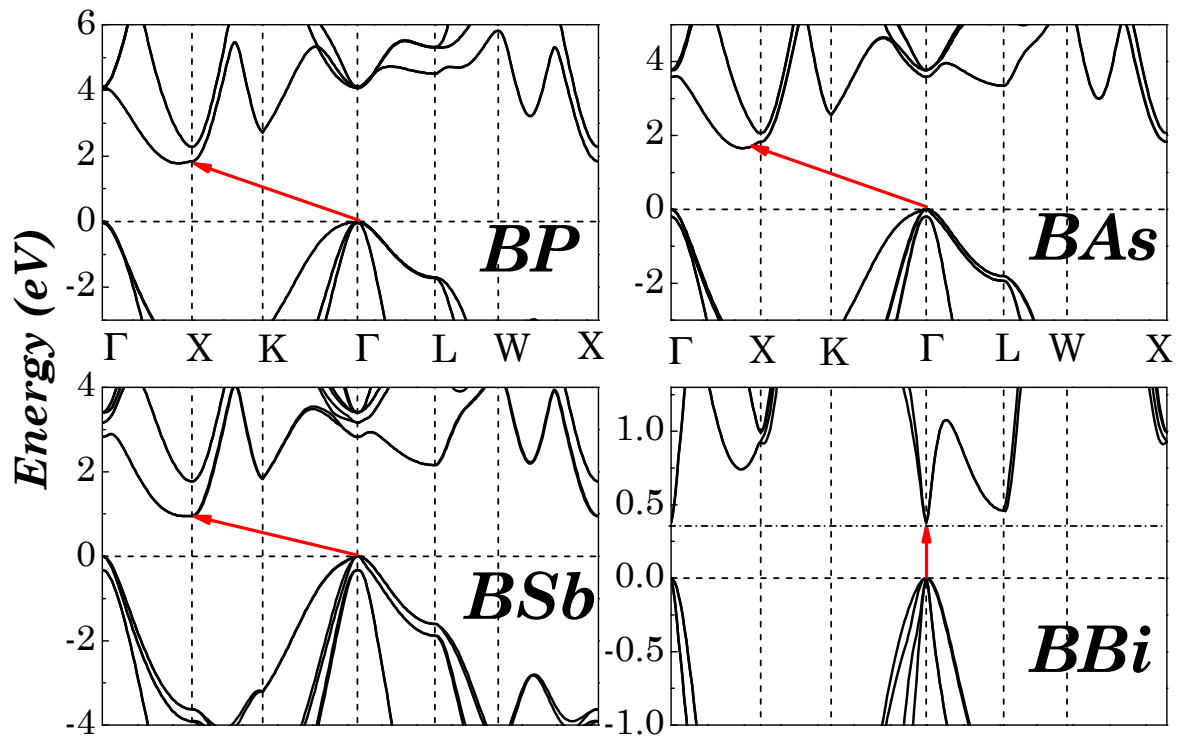 Energy (eV)
6
4
2
0
-2
BP
Γ X K Γ L W X
4
2
0
-2
BAs
Γ X K Γ L W X
4
2
0
-2
-4
BSb
1.0
0.5
0.0
-0.5
-1.0
BBi